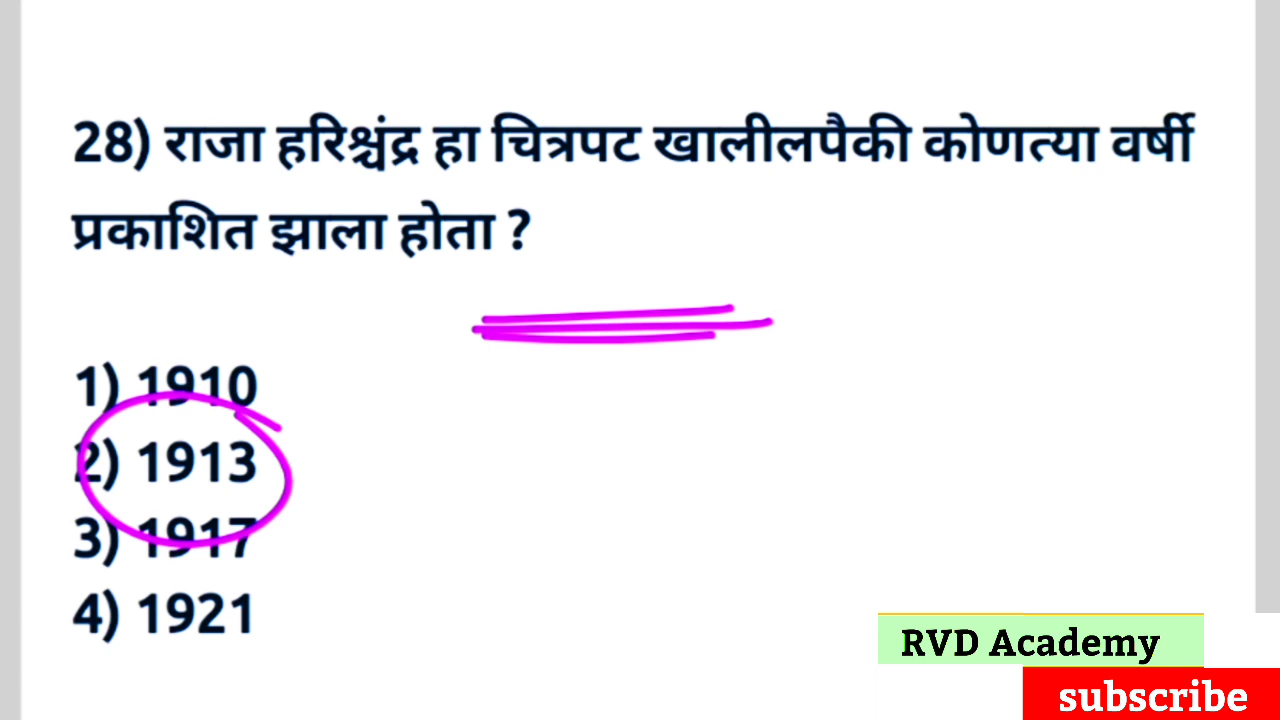 28) राजा हरिश्चंद्र हा चित्रपट खालीलपैकी कोणत्या वर्षी
प्रकाशित झाला होता ?
1) 1910
2) 1913
3) 1917
4) 1921
RVD Academy
subscribe